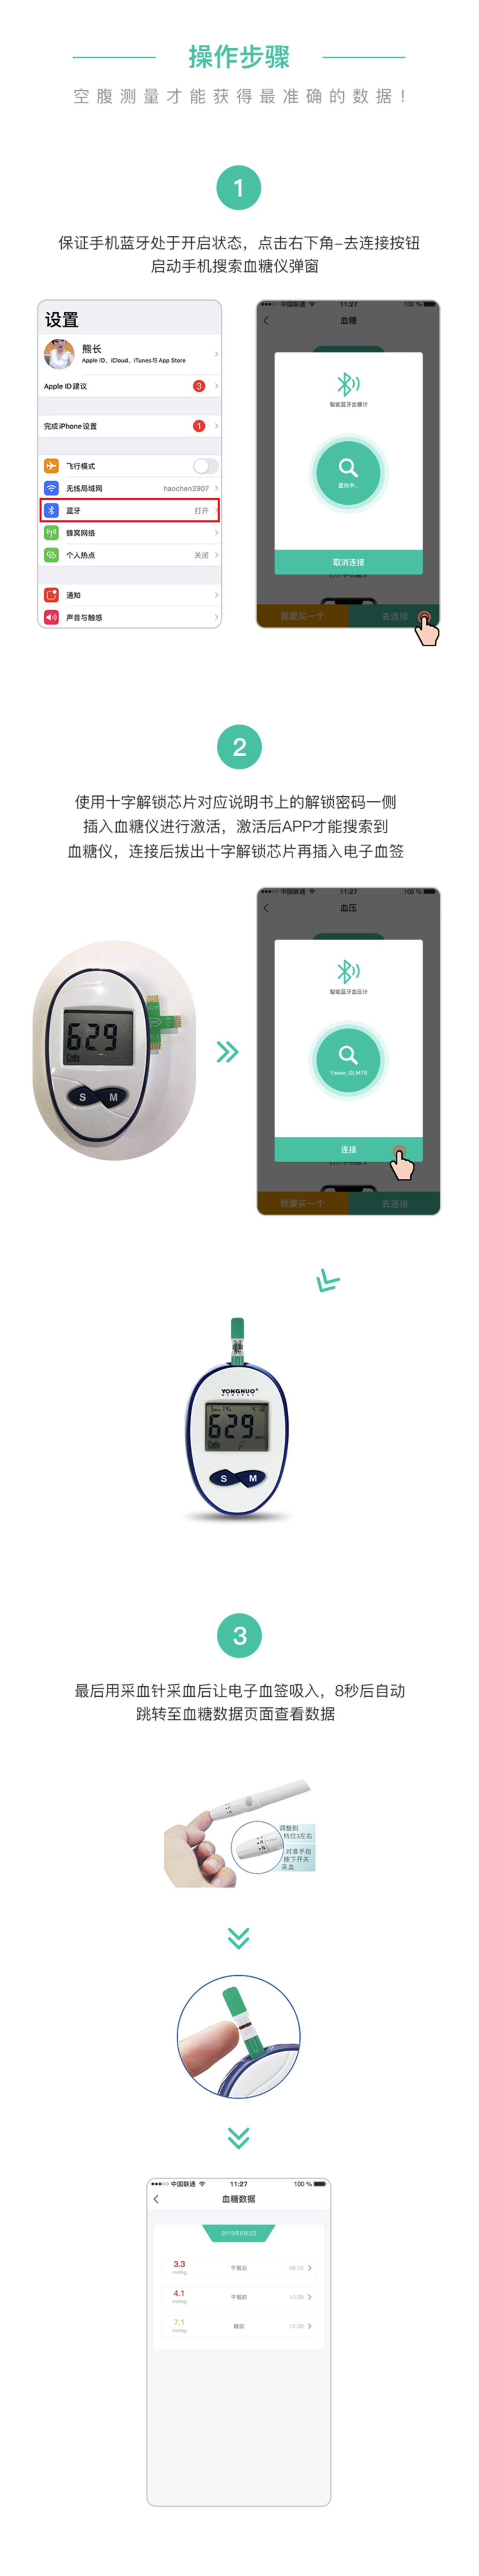 操作步骤
空腹测量才能获得最准确的数据!
1
保证手机蓝牙处于开启状态，点击右下角-去连接按钮
启动手机搜索血糖仪弹窗
设置
熊长
Apple ID、iCloud、iTunes与 App Store
Apple ID 建议
3
完成 iPhone 设置
1
飞行模式
无线局域网
haochen3907
蓝牙
打开
蜂窝网络
个人热点
关闭
通知
声音与触感
中国联通
11:27
100 %
血糖
智能蓝牙血糖计
查找中...
取消连接
打开手机蓝牙
我要买一个
去连接
2
使用十字解锁芯片对应说明书上的解锁密码一侧
插入血糖仪进行激活，激活后APP才能搜索到
血糖仪，连接后拔出十字解锁芯片再插入电子血签
629
Code
S M
中国联通
11:27
100 %
血压
智能蓝牙血压计
Yasee_GLM76
连接
打开手机蓝牙
我要买一个
去连接
YONGNUO
629
Code
S M
3
最后用采血针采血后让电子血签吸入，8秒后自动
跳转至血糖数据页面查看数据
调整到
档位3左右
对准手指
按下开关
采血
中国联通
11:27
100 %
血糖数据
2019年6月3日
3.3
mmHg
午餐后
09:10
4.1
mmHg
午餐前
10:38
7.1
mmHg
睡前
12:36